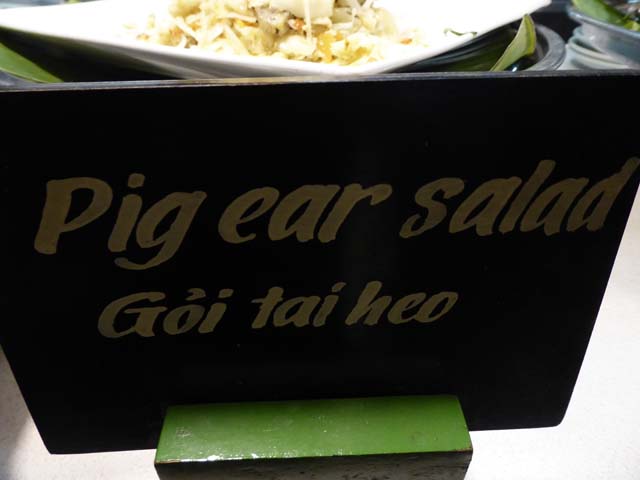 Pig ear salad
Gỏi tai heo